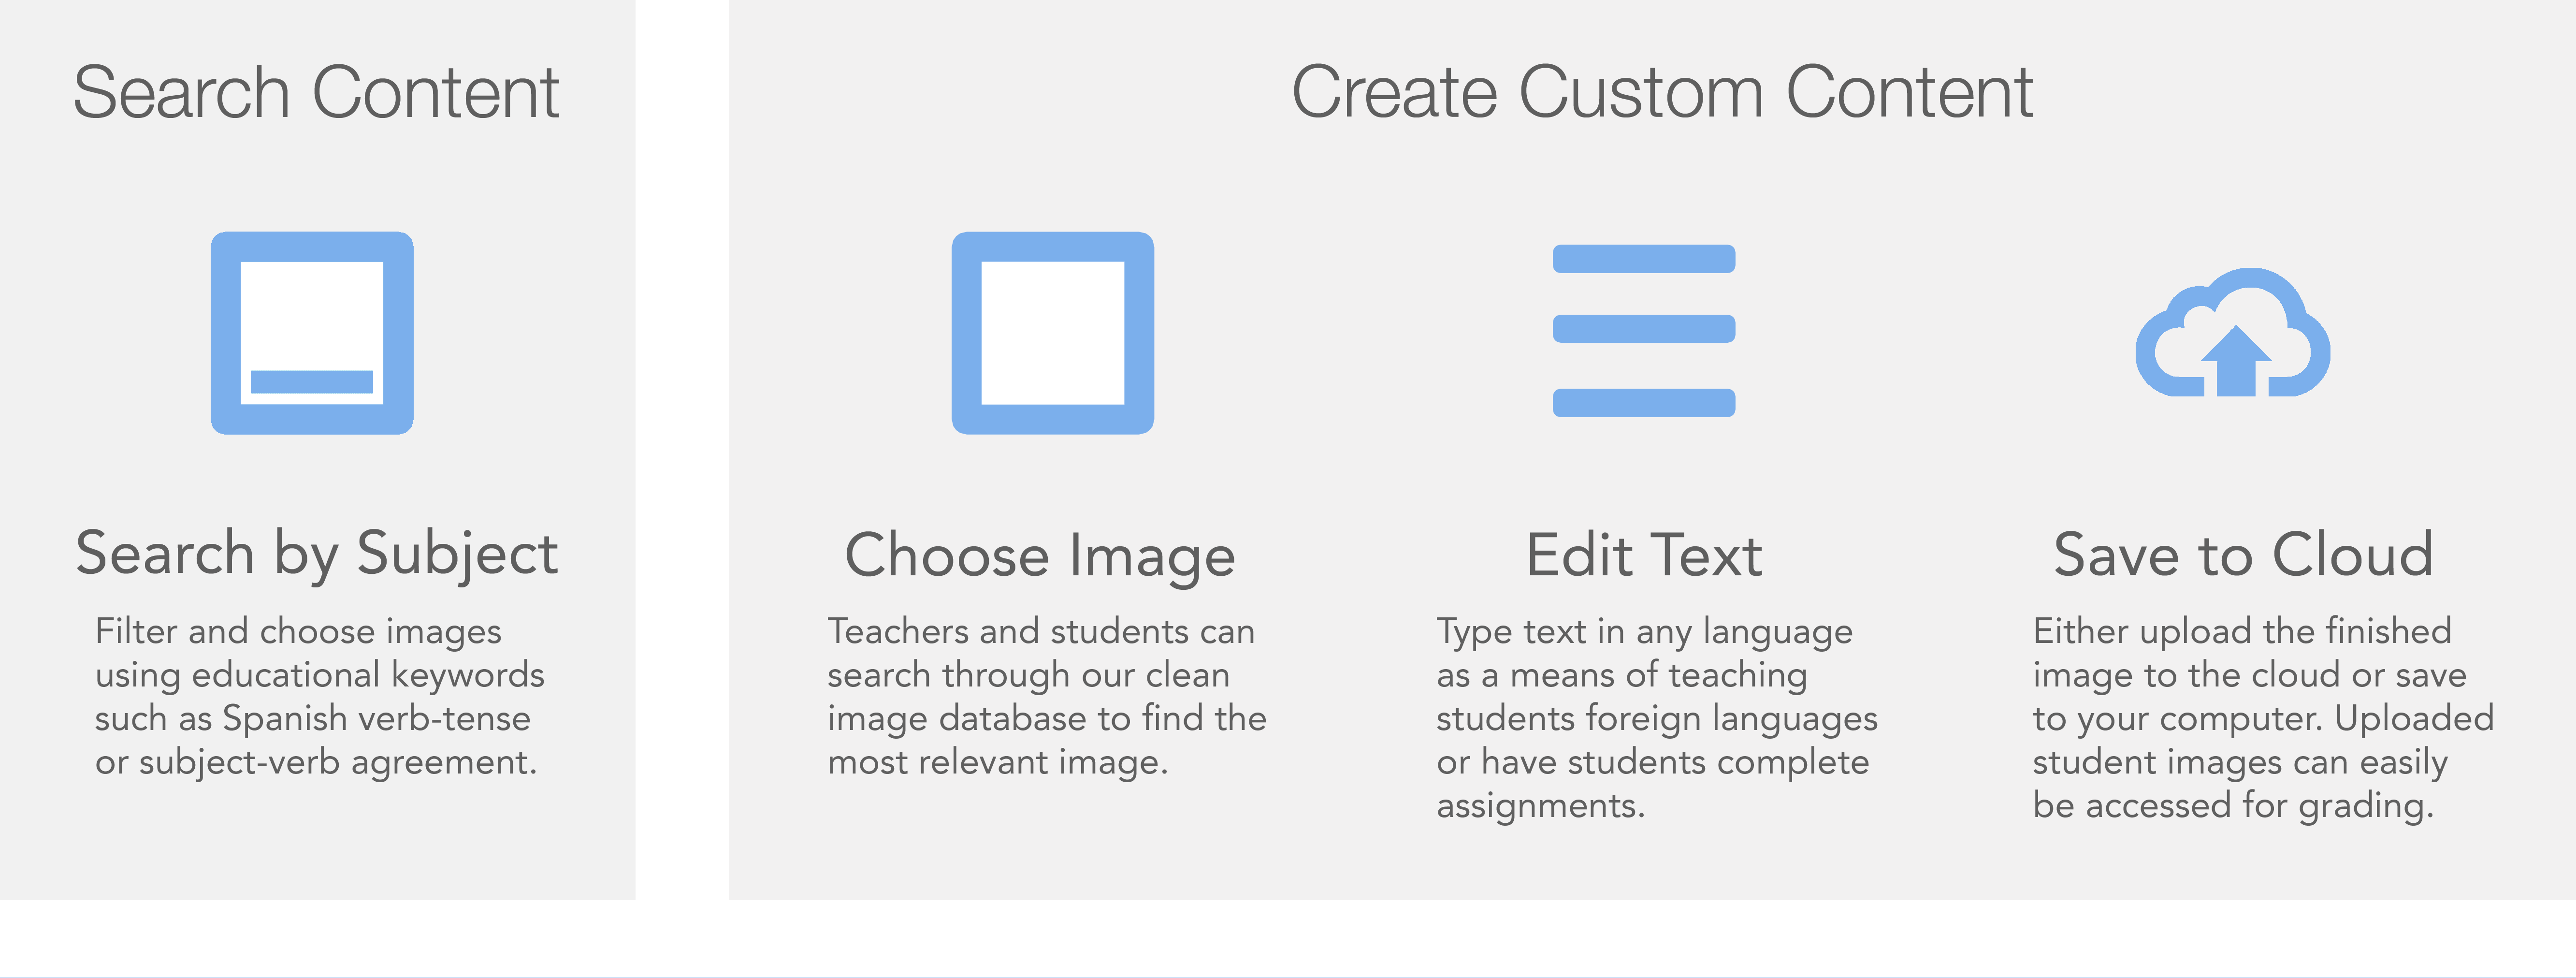 Search Content
Search by Subject
Filter and choose images
using educational keywords
such as Spanish verb-tense
or subject-verb agreement.
Create Custom Content
Choose Image
Teachers and students can
search through our clean
image database to find the
most relevant image.
Edit Text
Type text in any language
as a means of teaching
students foreign languages
or have students complete
assignments.
Save to Cloud
Either upload the finished
image to the cloud or save
to your computer. Uploaded
student images can easily
be accessed for grading.